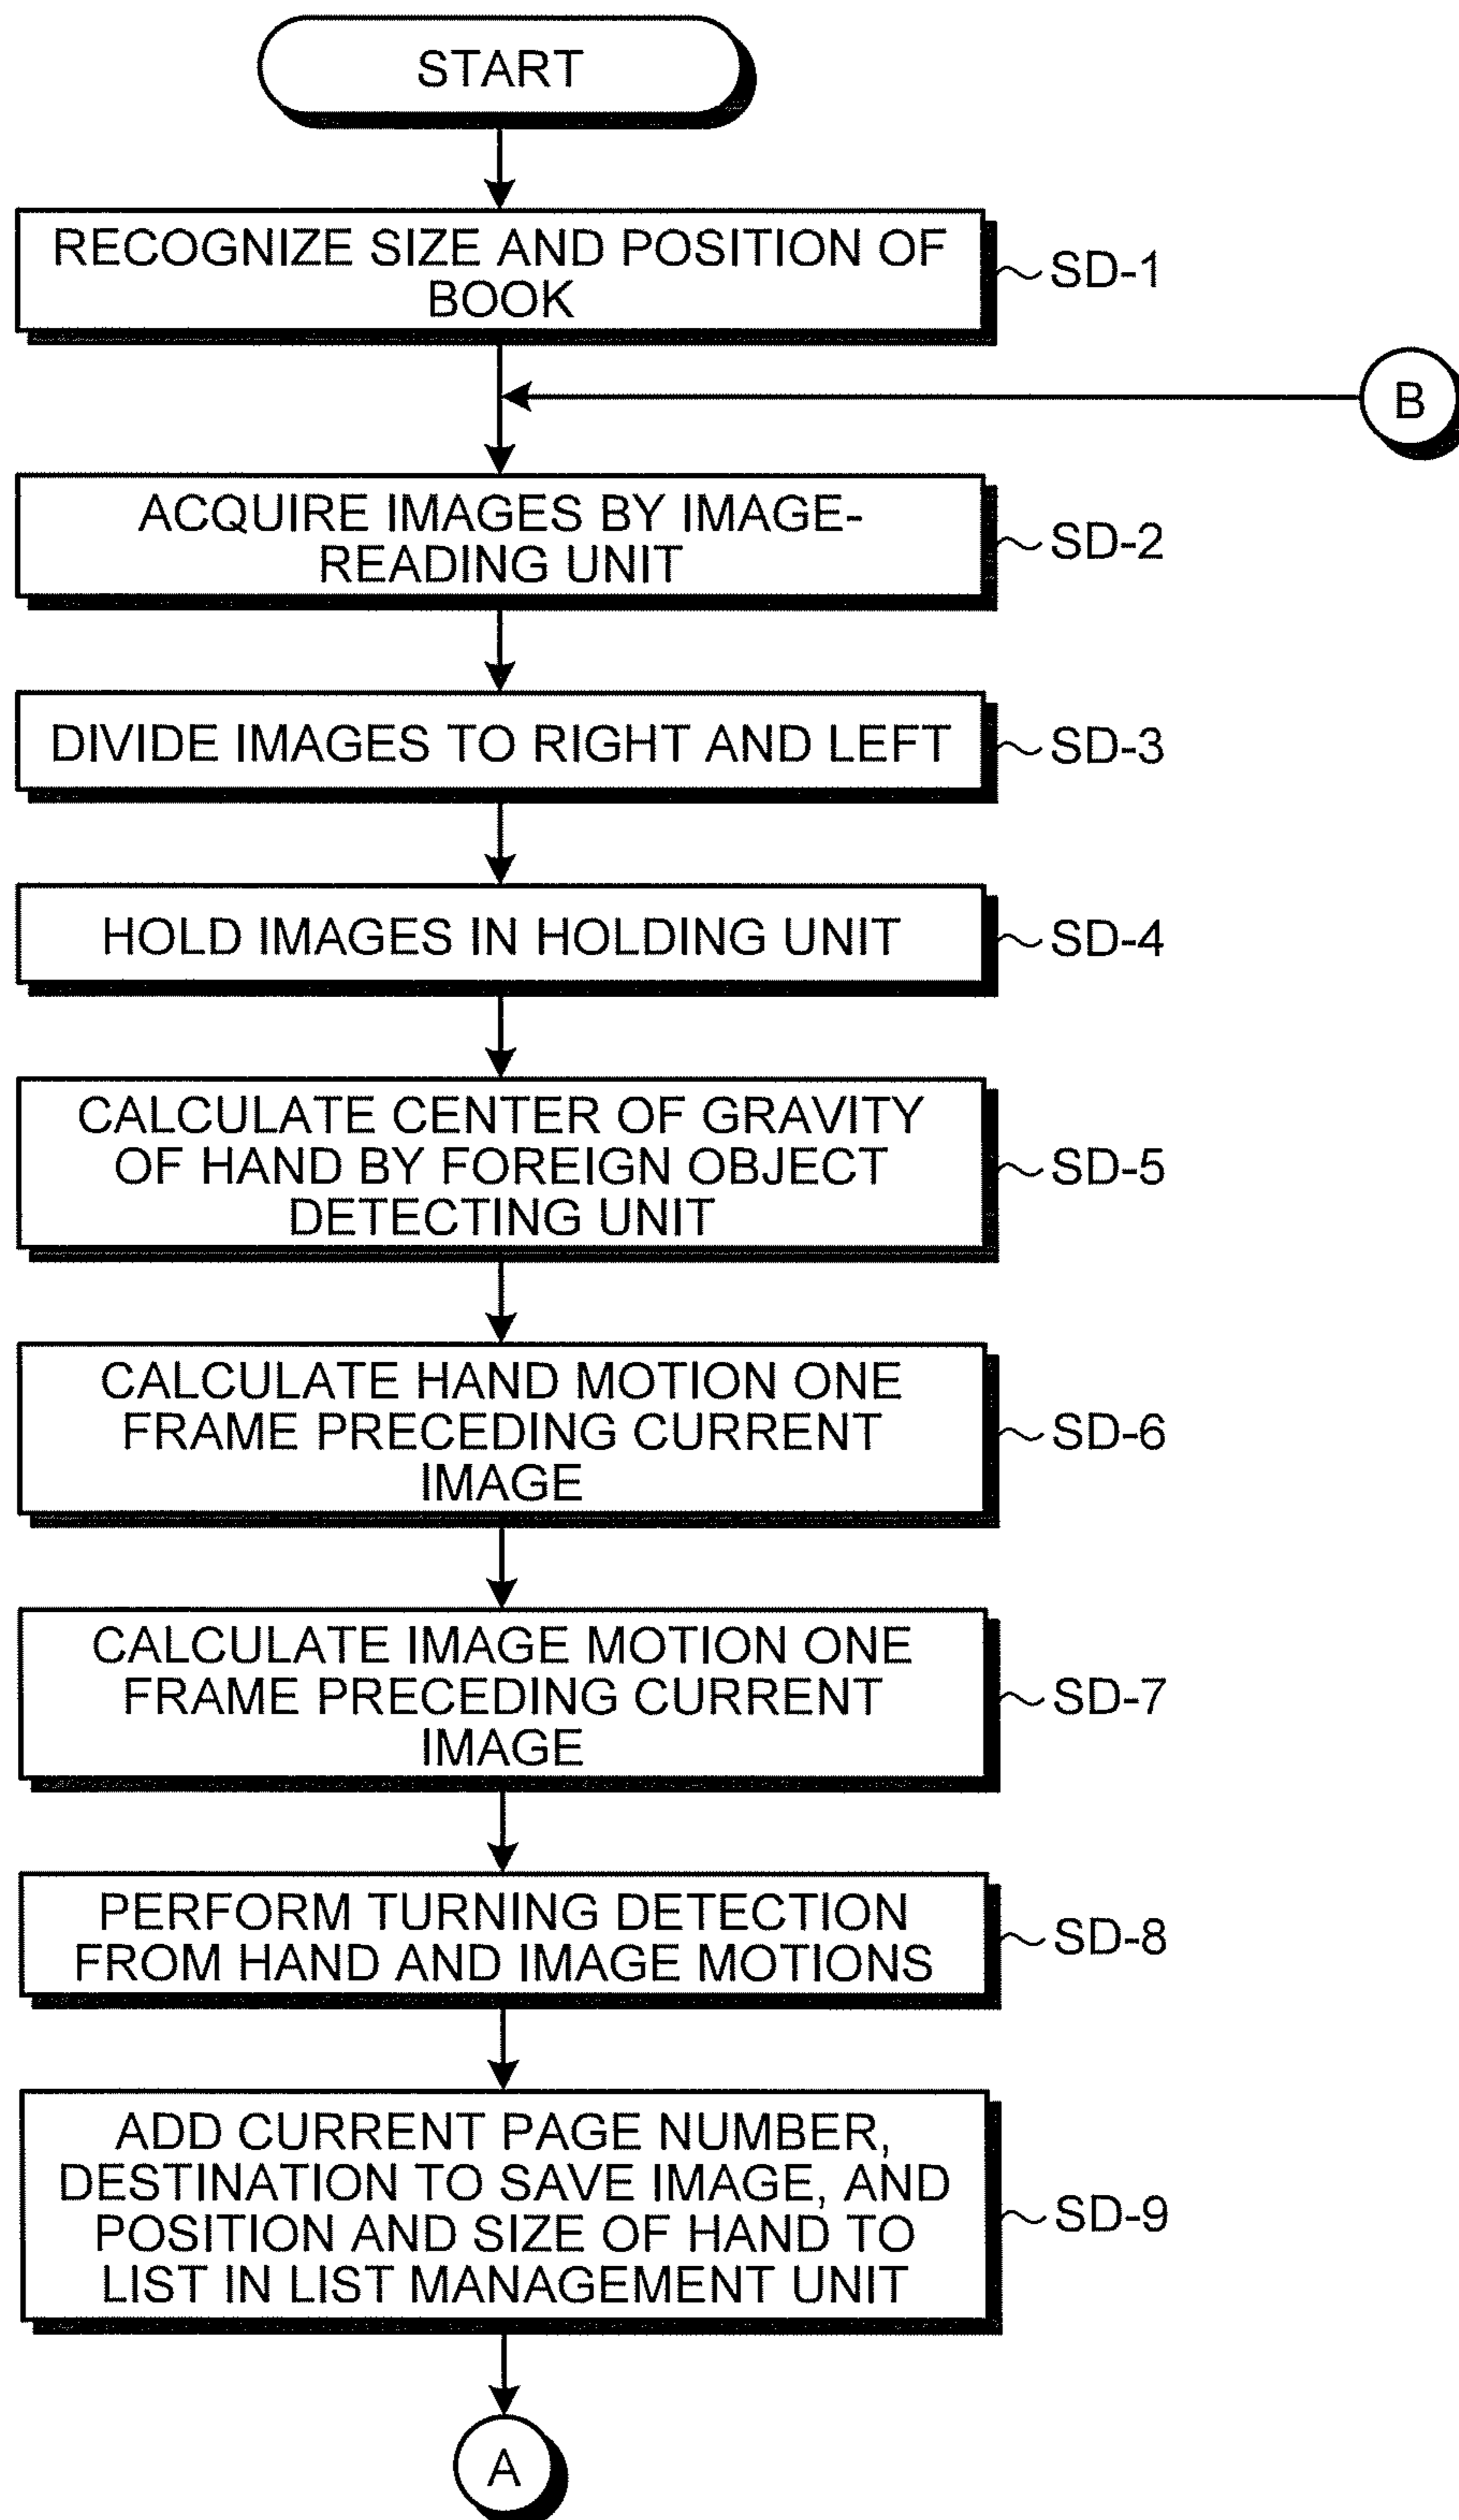 START
RECOGNIZE SIZE AND POSITION OF
BOOK
SD-1
B
ACQUIRE IMAGES BY IMAGE-
READING UNIT
SD-2
DIVIDE IMAGES TO RIGHT AND LEFT
SD-3
HOLD IMAGES IN HOLDING UNIT
SD-4
CALCULATE CENTER OF GRAVITY
OF HAND BY FOREIGN OBJECT
DETECTING UNIT
SD-5
CALCULATE HAND MOTION ONE
FRAME PRECEDING CURRENT
IMAGE
SD-6
CALCULATE IMAGE MOTION ONE
FRAME PRECEDING CURRENT
IMAGE
SD-7
PERFORM TURNING DETECTION
FROM HAND AND IMAGE MOTIONS
SD-8
ADD CURRENT PAGE NUMBER,
DESTINATION TO SAVE IMAGE, AND
POSITION AND SIZE OF HAND TO
LIST IN LIST MANAGEMENT UNIT
SD-9
A